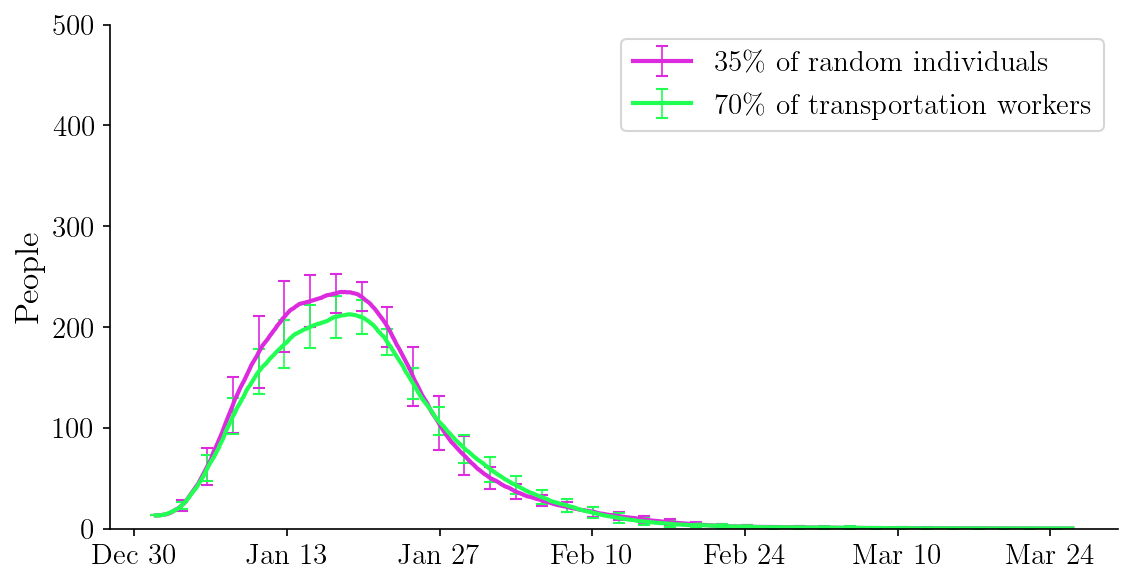 500
400
300
200
100
0
People
35% of random individuals
70% of transportation workers
Dec 30 Jan 13 Jan 27 Feb 10 Feb 24 Mar 10 Mar 24